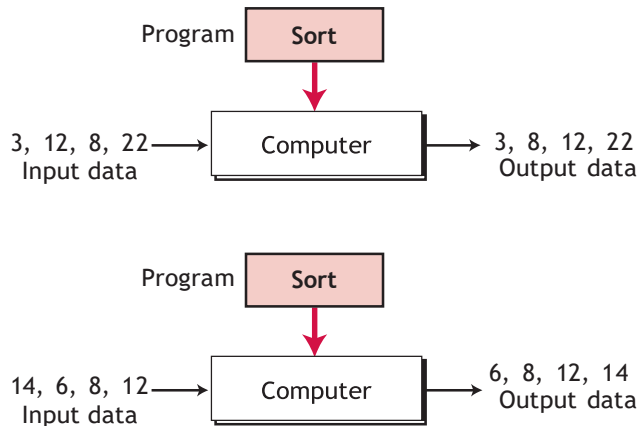 Program Sort
3, 12, 8, 22 Computer 3, 8, 12, 22
Input data Output data
Program Sort
14, 6, 8, 12 Computer 6, 8, 12, 14
Input data Output data